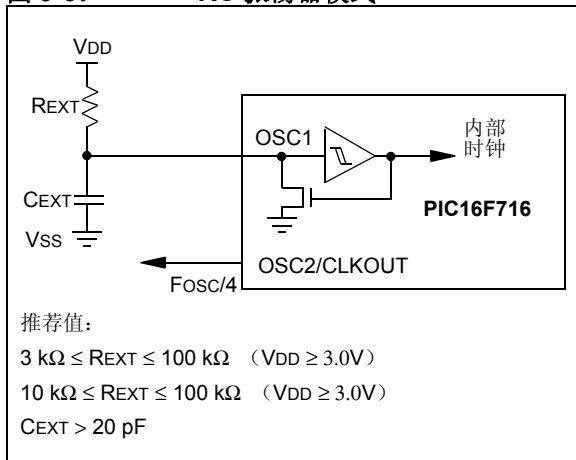 VDD
REXT
OSC1
内部
时钟
CEXT
PIC16F716
VSS
OSC2/CLKOUT
FOSC/4
推荐值：
3 kΩ ≤ REXT ≤ 100 kΩ （VDD ≥ 3.0V）
10 kΩ ≤ REXT ≤ 100 kΩ （VDD ≥ 3.0V）
CEXT > 20 pF